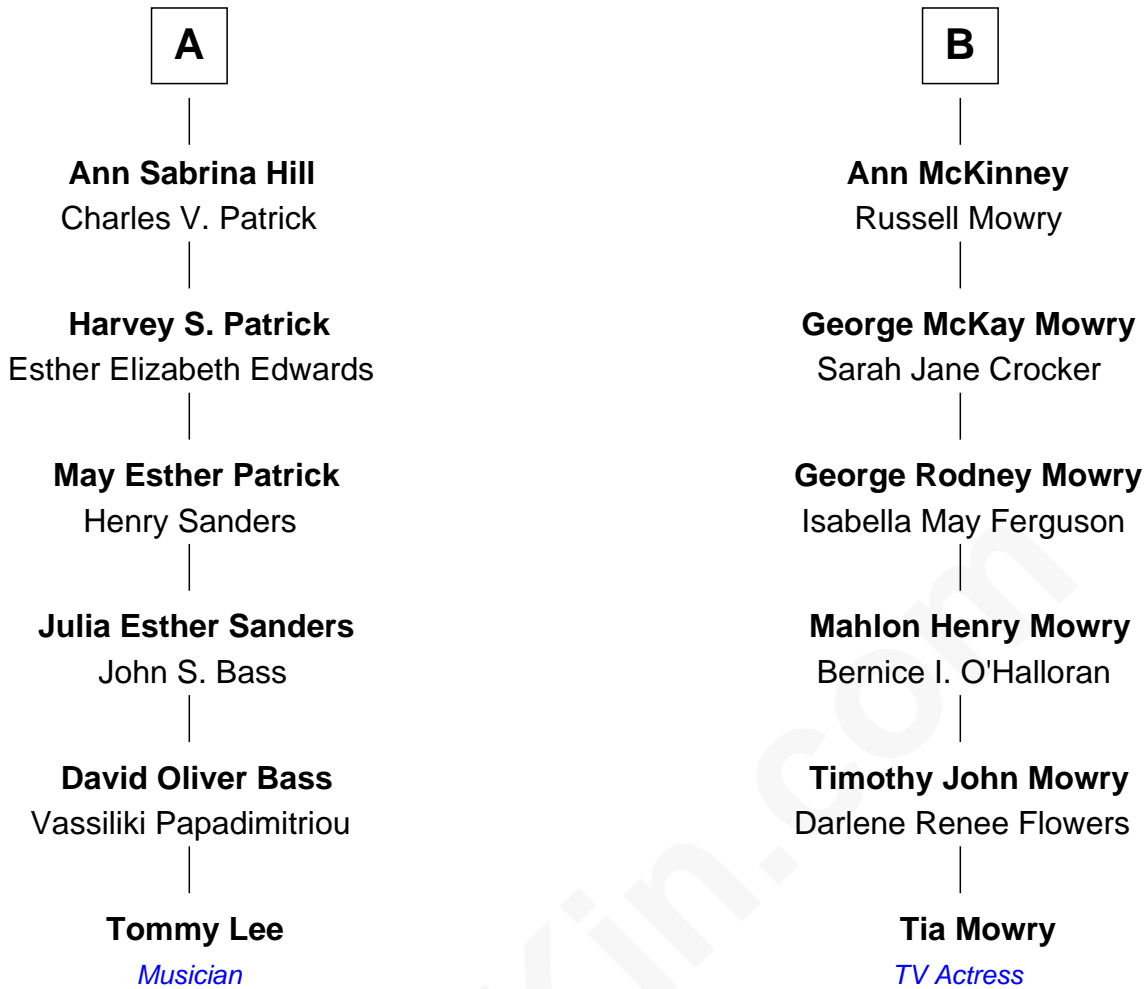 A
Ann Sabrina Hill
Charles V. Patrick
Harvey S. Patrick
Esther Elizabeth Edwards
May Esther Patrick
Henry Sanders
Julia Esther Sanders
John S. Bass
David Oliver Bass
Vassiliki Papadimitriou
Tommy Lee
Musician
B
Ann McKinney
Russell Mowry
George McKay Mowry
Sarah Jane Crocker
George Rodney Mowry
Isabella May Ferguson
Mahlon Henry Mowry
Bernice I. O'Halloran
Timothy John Mowry
Darlene Renee Flowers
Tia Mowry
TV Actress
Kin.com